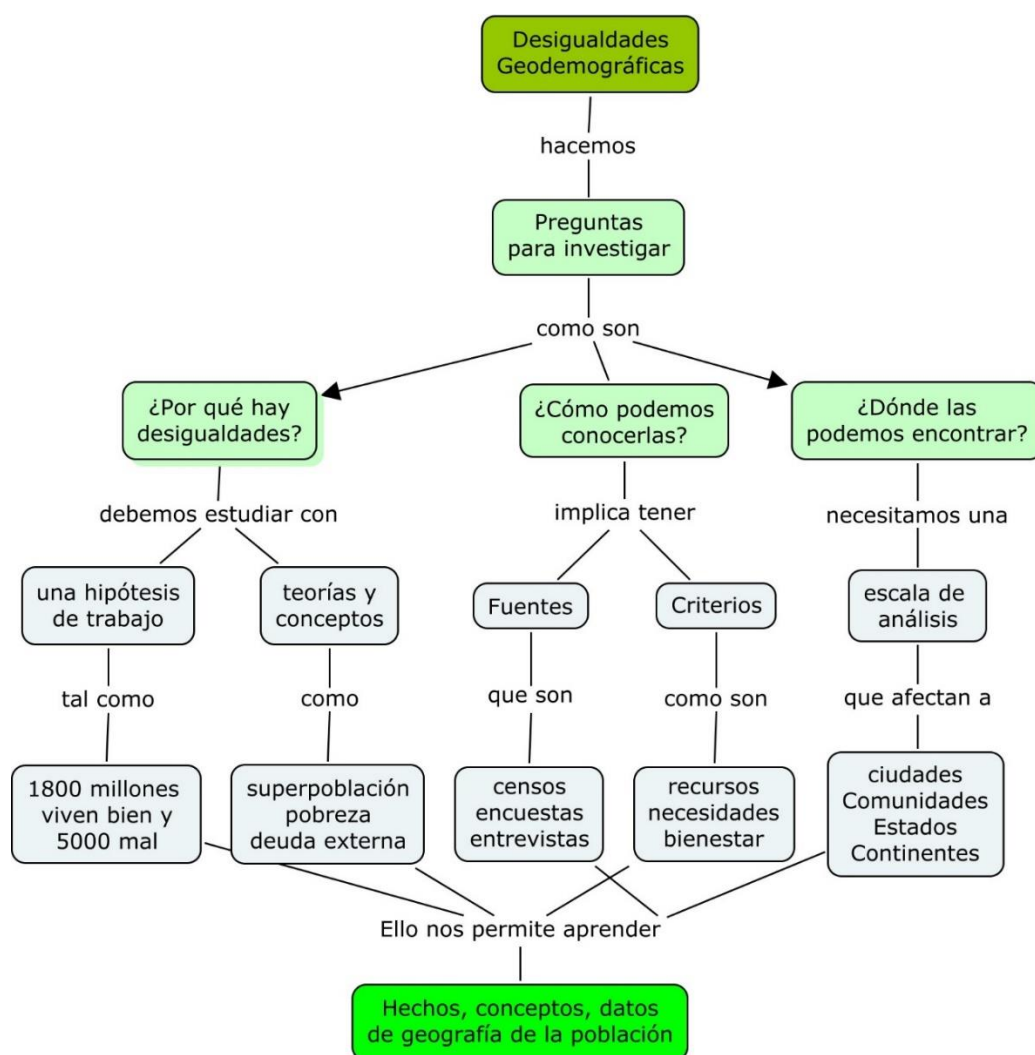 Desigualdades
Geodemográficas
hacemos
Preguntas
para investigar
como son
¿Por qué hay
desigualdades?
¿Cómo podemos
conocerlas?
¿Dónde las
podemos encontrar?
debemos estudiar con
implica tener
necesitamos una
una hipótesis
de trabajo
teorías y
conceptos
Fuentes
Criterios
escala de
análisis
tal como
como
que son
como son
que afectan a
1800 millones
viven bien y
5000 mal
superpoblación
pobreza
deuda externa
censos
encuestas
entrevistas
recursos
necesidades
bienestar
ciudades
Comunidades
Estados
Continentes
Ello nos permite aprender
Hechos, conceptos, datos
de geografía de la población